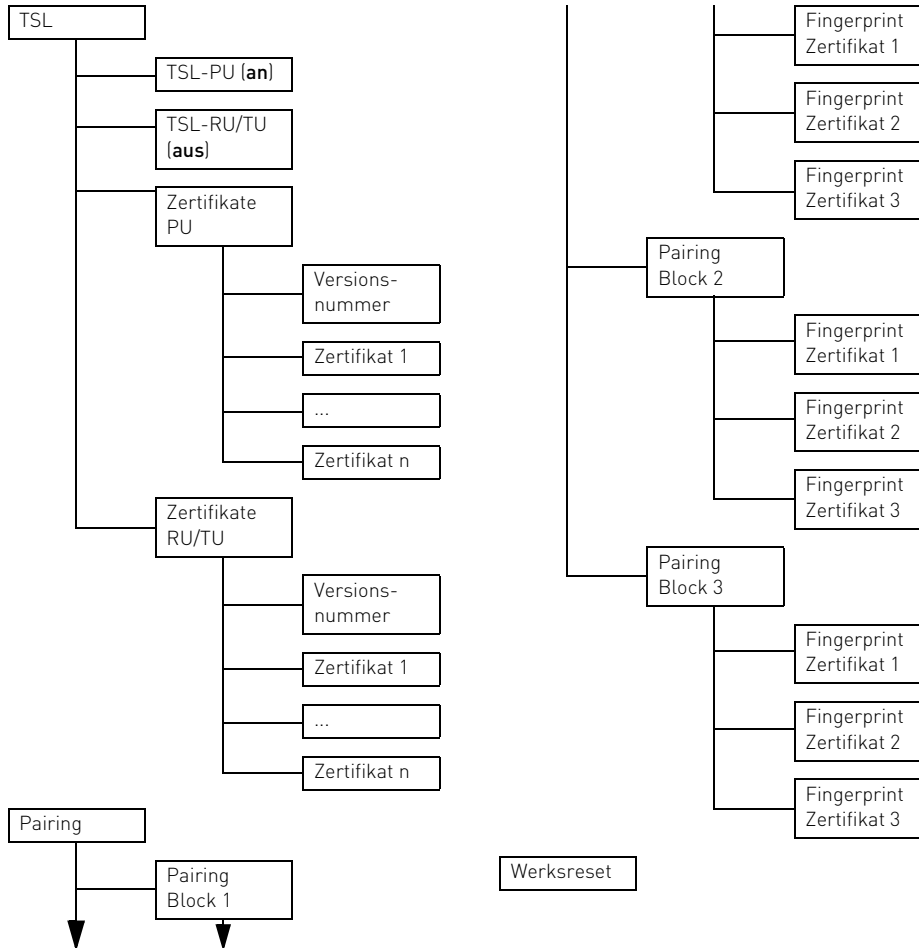 TSL
TSL-PU (an)
TSL-RU/TU
(aus)
Zertifikate
PU
Versions-
nummer
Zertifikat 1
...
Zertifikat n
Zertifikate
RU/TU
Versions-
nummer
Zertifikat 1
...
Zertifikat n
Pairing
Pairing
Block 1
Fingerprint
Zertifikat 1
Fingerprint
Zertifikat 2
Fingerprint
Zertifikat 3
Pairing
Block 2
Fingerprint
Zertifikat 1
Fingerprint
Zertifikat 2
Fingerprint
Zertifikat 3
Pairing
Block 3
Fingerprint
Zertifikat 1
Fingerprint
Zertifikat 2
Fingerprint
Zertifikat 3
Werksreset